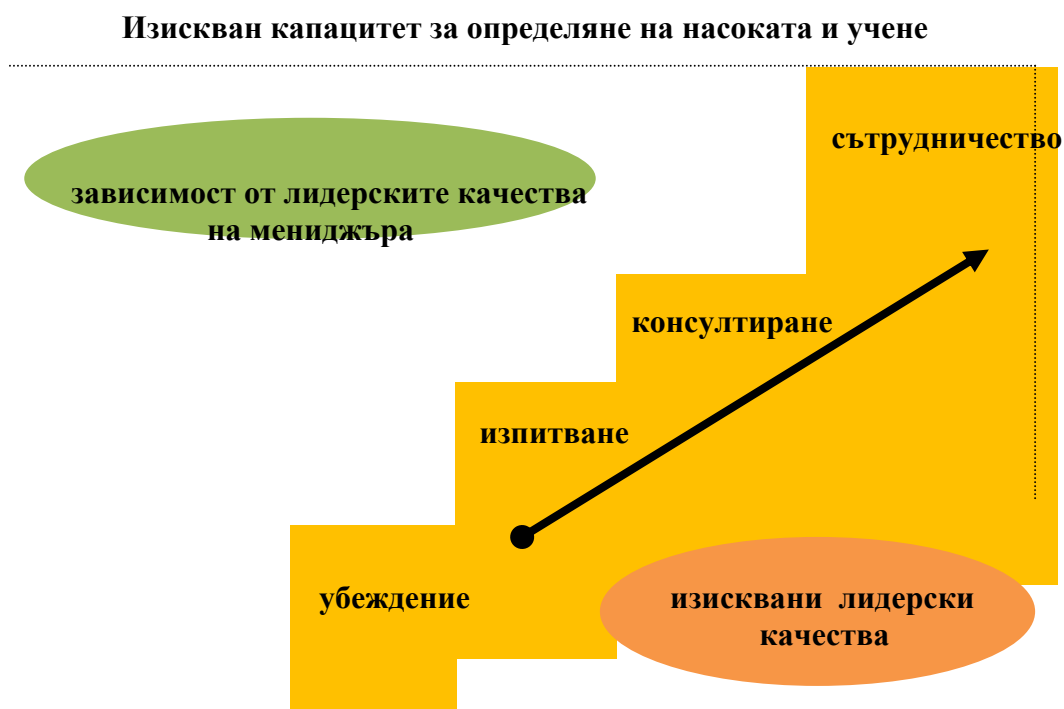 Изискван капацитет за определяне на насоката и учене
сътрудничество
зависимост от лидерските качества
на мениджъра
консултиране
изпитване
убеждение
изисквани лидерски
качества